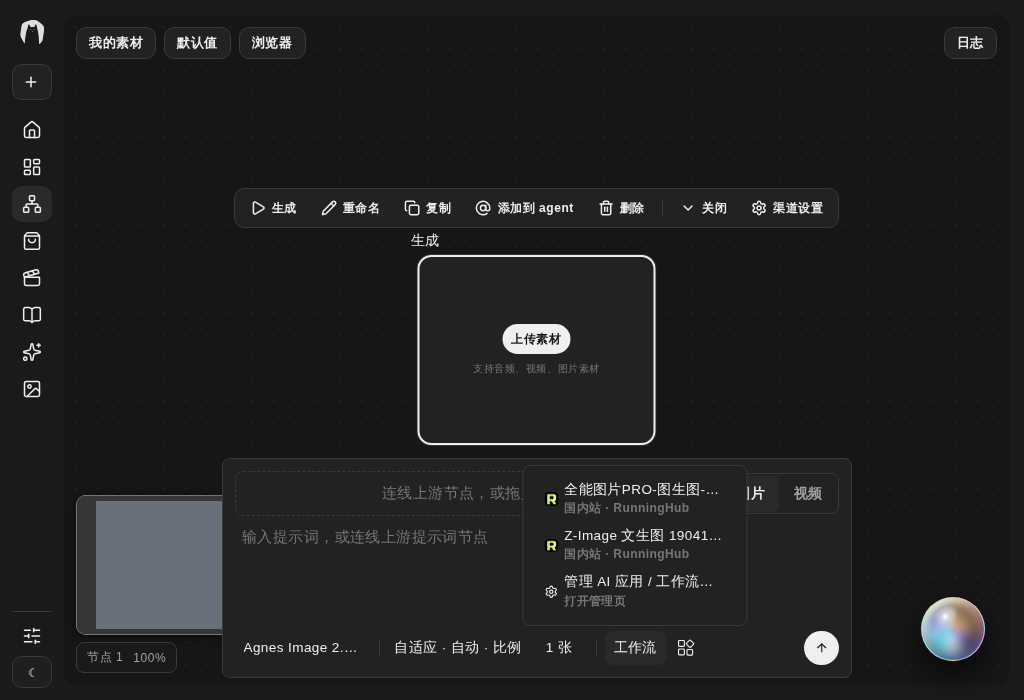 我的素材
默认值
浏览器
日志
生成
重命名
复制
添加到 agent
删除
关闭
渠道设置
生成
上传素材
支持音频、视频、图片素材
连线上游节点，或拖
片
视频
输入提示词，或连线上游提示词节点
全能图片PRO-图生图-...
国内站 · RunningHub
Z-Image 文生图 19041...
国内站 · RunningHub
管理 AI 应用 / 工作流...
打开管理页
Agnes Image 2....
自适应 · 自动 · 比例
1 张
工作流
节点 1
100%